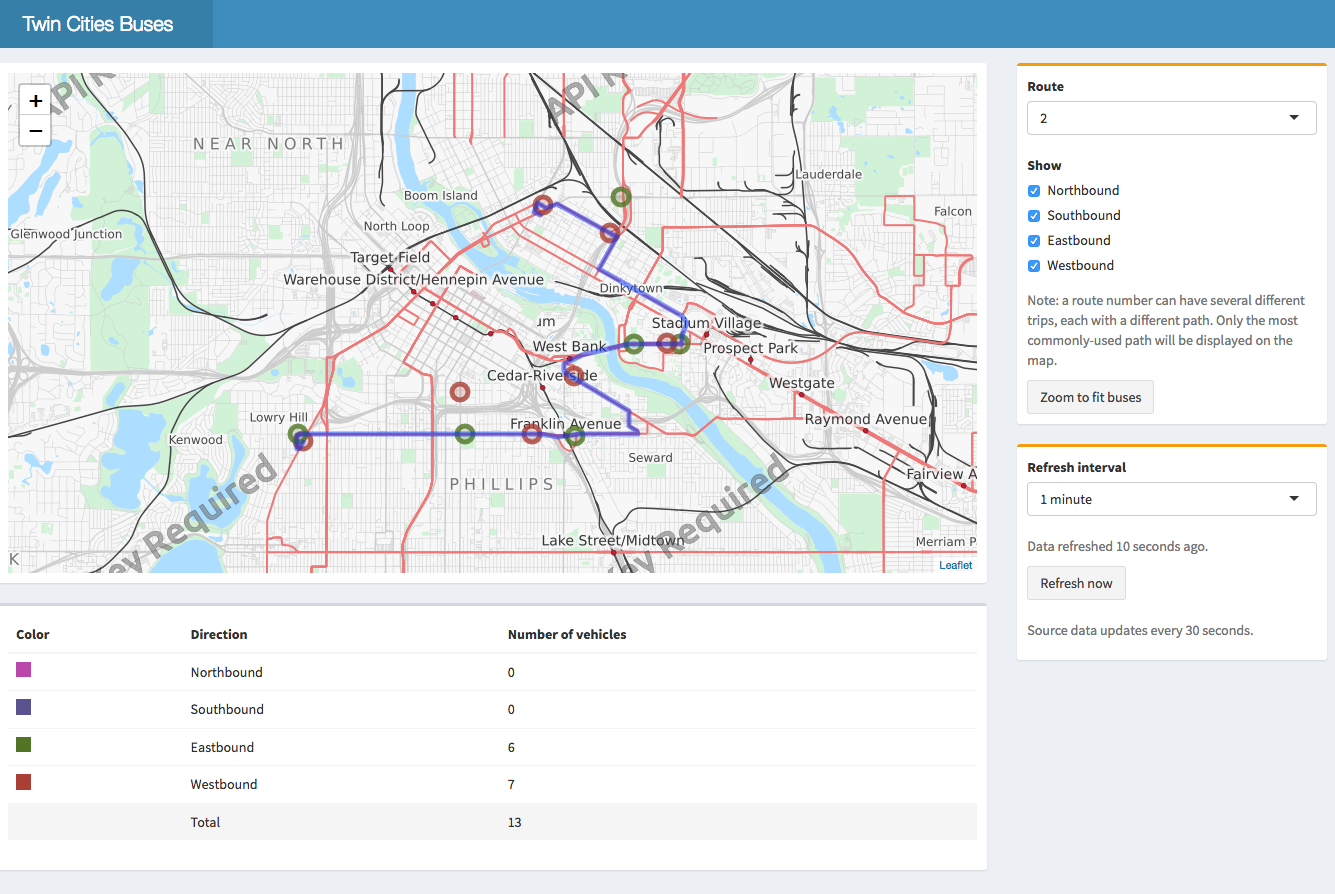 Twin Cities Buses
+
−
API K
API K
NEAR NORTH
Lauderdale
Boom Island
Falcon
North Loop
Glenwood Junction
Target Field
Warehouse District/Hennepin Avenue
Dinkytown
um
Stadium Village
West Bank
Prospect Park
Cedar-Riverside
Westgate
Lowry Hill
Franklin Avenue
Raymond Avenue
Kenwood
Seward
Fairview A
PHILLIPS
ey Required
ey Required
Lake Street/Midtown
Merriam P
K
Leaflet
Route
2
Show
Northbound
Southbound
Eastbound
Westbound
Note: a route number can have several different
trips, each with a different path. Only the most
commonly-used path will be displayed on the
map.
Zoom to fit buses
Refresh interval
1 minute
Data refreshed 10 seconds ago.
Refresh now
Source data updates every 30 seconds.
Color Direction Number of vehicles
Northbound 0
Southbound 0
Eastbound 6
Westbound 7
Total 13